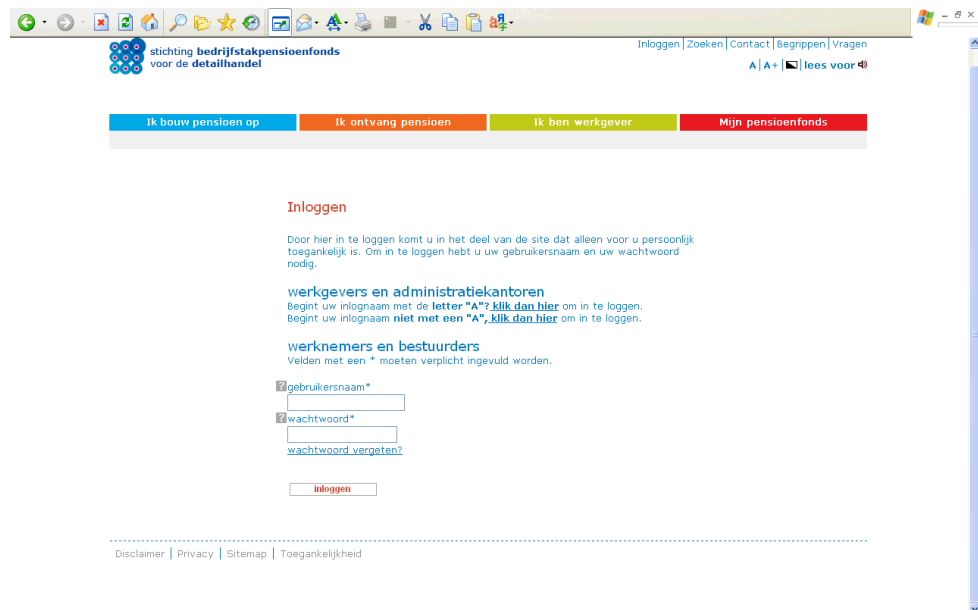 stichting bedrijfstakpensioenfonds
voor de detailhandel
Inloggen | Zoeken | Contact | Begrippen | Vragen
A | A+ | lees voor
Ik bouw pensioen op
Ik ontvang pensioen
Ik ben werkgever
Mijn pensioenfonds
Inloggen
Door hier in te loggen komt u in het deel van de site dat alleen voor u persoonlijk
toegankelijk is. Om in te loggen hebt u uw gebruikersnaam en uw wachtwoord
nodig.
werkgevers en administratiekantoren
Begint uw inlognaam met de letter "A"? klik dan hier om in te loggen.
Begint uw inlognaam niet met een "A", klik dan hier om in te loggen.
werknemers en bestuurders
Velden met een * moeten verplicht ingevuld worden.
? gebruikersnaam*
? wachtwoord*
wachtwoord vergeten?
inloggen
Disclaimer | Privacy | Sitemap | Toegankelijkheid